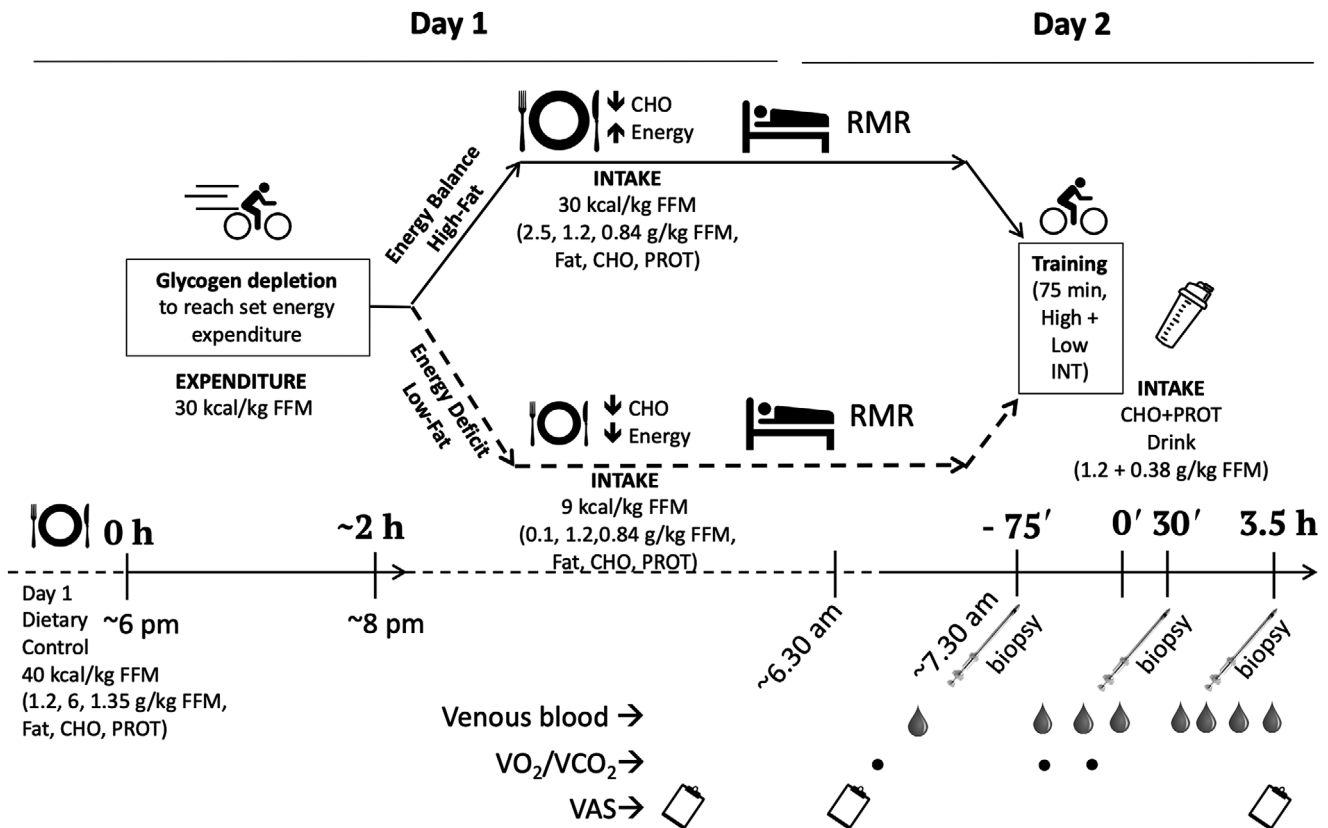 Day 1
Day 2
↓ CHO
↑ Energy
RMR
Energy Balance
High-Fat
INTAKE
30 kcal/kg FFM
(2.5, 1.2, 0.84 g/kg FFM,
Fat, CHO, PROT)
Glycogen depletion
to reach set energy
expenditure
EXPENDITURE
30 kcal/kg FFM
Training
(75 min,
High +
Low
INT)
Energy Deficit
Low-Fat
↓ CHO
↓ Energy
RMR
INTAKE
CHO+PROT
Drink
(1.2 + 0.38 g/kg FFM)
INTAKE
9 kcal/kg FFM
(0.1, 1.2,0.84 g/kg FFM,
Fat, CHO, PROT)
0 h
~2 h
- 75′
0′
30′
3.5 h
Day 1
Dietary
Control
40 kcal/kg FFM
(1.2, 6, 1.35 g/kg FFM,
Fat, CHO, PROT)
~6 pm
~8 pm
~6.30 am
~7.30 am
biopsy
biopsy
biopsy
Venous blood →
VO₂/VCO₂→
VAS→